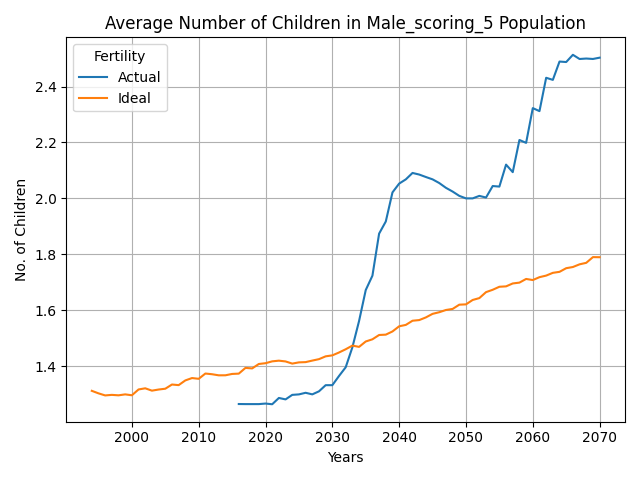 Average Number of Children in Male_scoring_5 Population
Fertility
Actual
Ideal
No. of Children
2.4
2.2
2.0
1.8
1.6
1.4
2000 2010 2020 2030 2040 2050 2060 2070
Years